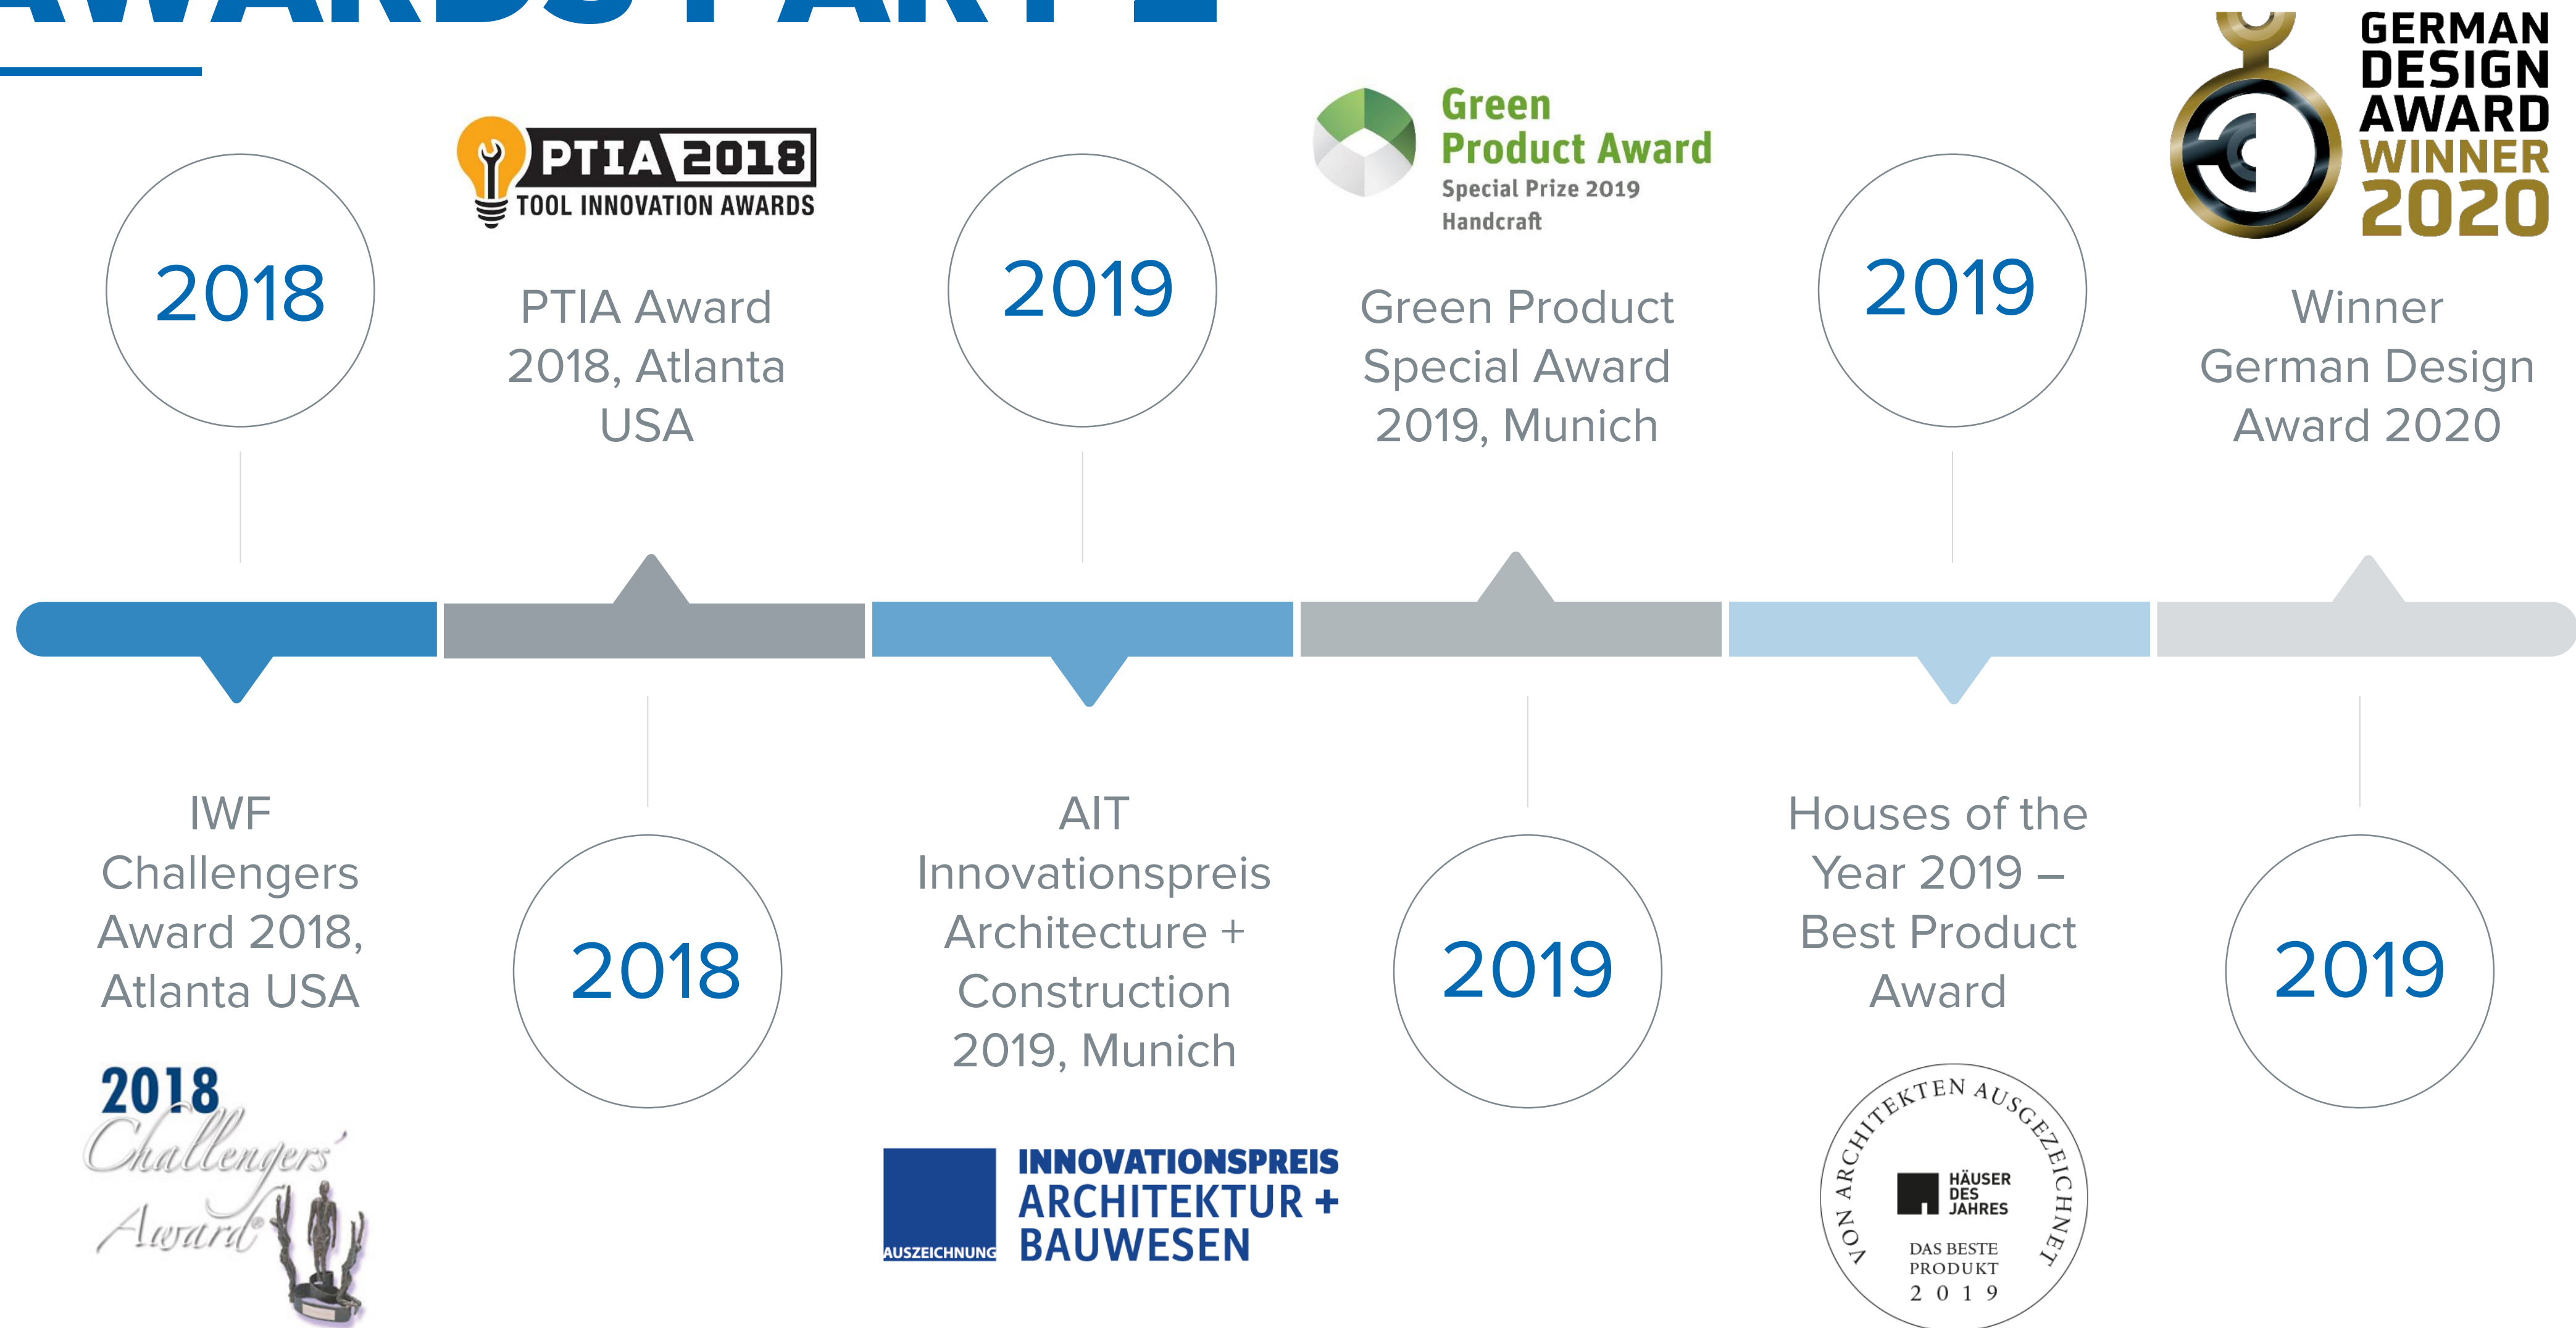 AWARDS PART 2
PTIA 2018
TOOL INNOVATION AWARDS
Green
Product Award
Special Prize 2019
Handcraft
GERMAN
DESIGN
AWARD
WINNER
2020
2018
PTIA Award
2018, Atlanta
USA
2019
Green Product
Special Award
2019, Munich
2019
Winner
German Design
Award 2020
IWF
Challengers
Award 2018,
Atlanta USA
2018
Challengers'
Award®
2018
AIT
Innovationspreis
Architecture +
Construction
2019, Munich
AUSZEICHNUNG
INNOVATIONSPREIS
ARCHITEKTUR +
BAUWESEN
2019
Houses of the
Year 2019 –
Best Product
Award
VON ARCHITEKTEN AUSGEZEICHNET
HÄUSER
DES
JAHRES
DAS BESTE
PRODUKT
2019
2019